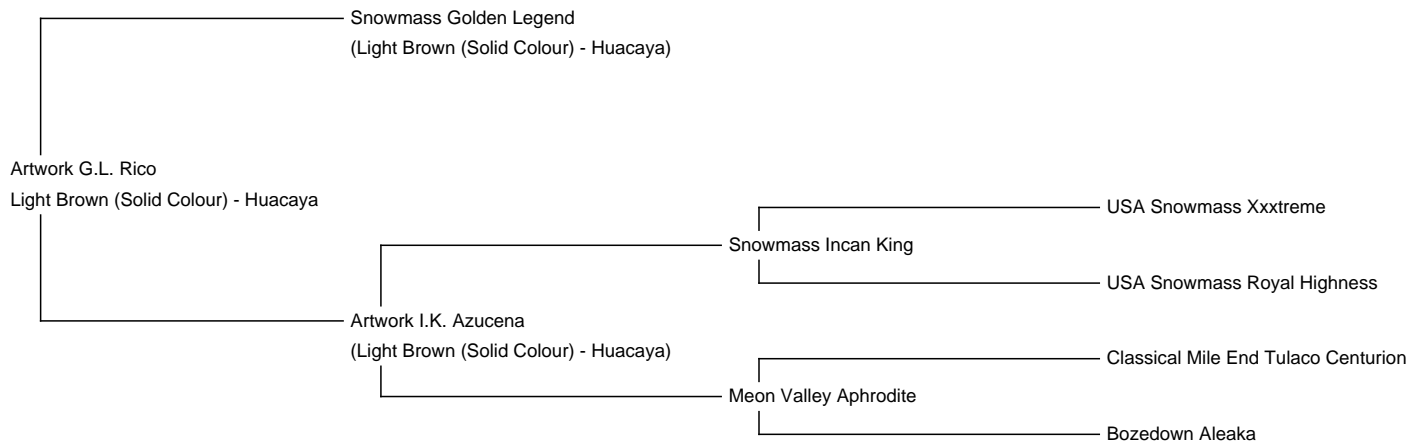 Snowmass Golden Legend
(Light Brown (Solid Colour) - Huacaya)
Artwork G.L. Rico
Light Brown (Solid Colour) - Huacaya
USA Snowmass Xxxtreme
Snowmass Incan King
USA Snowmass Royal Highness
Artwork I.K. Azucena
(Light Brown (Solid Colour) - Huacaya)
Classical Mile End Tulaco Centurion
Meon Valley Aphrodite
Bozedown Aleaka